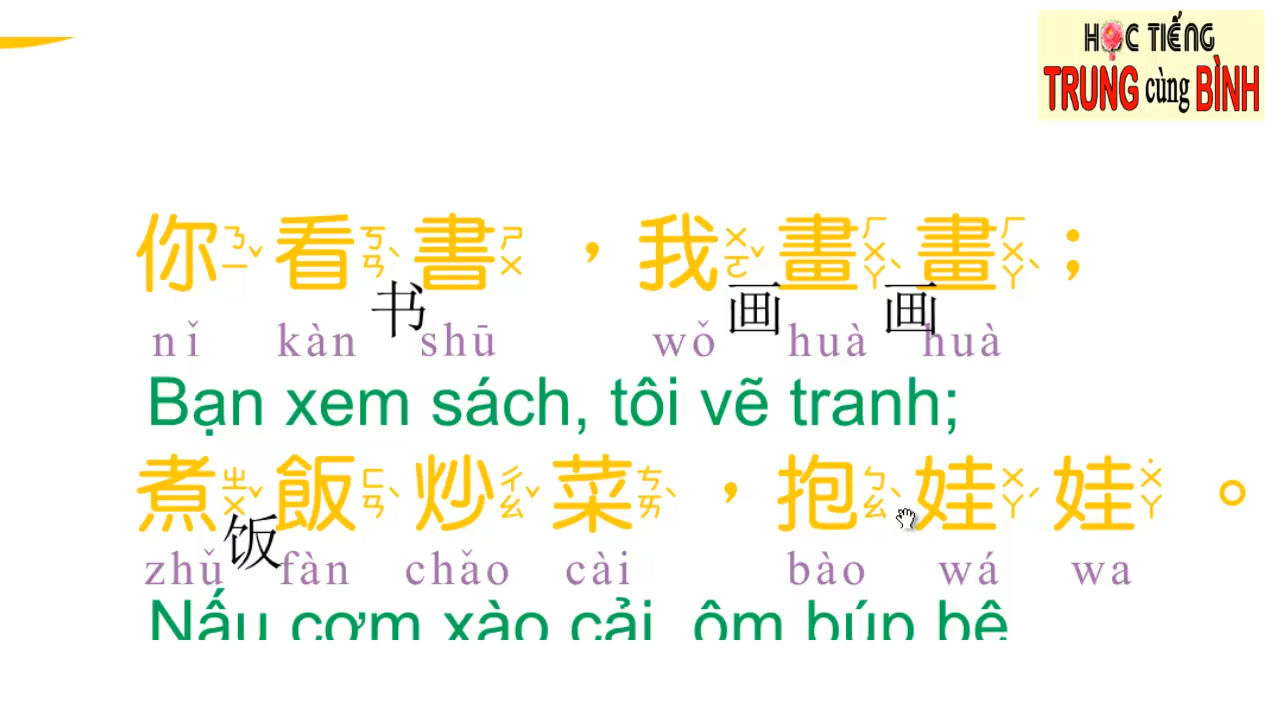 HỌC TIẾNG
TRUNG cùng BÌNH
你ㄋㄧˇ看ㄎㄢˋ書ㄕㄨ,我ㄨㄛˇ畫ㄏㄨㄚˋ畫ㄏㄨㄚˋ;
书 画 画
nǐ kàn shū wǒ huà huà
Bạn xem sách, tôi vẽ tranh;
煮ㄓㄨˇ飯ㄈㄢˋ炒ㄔㄠˇ菜ㄘㄞˋ,抱ㄅㄠˋ娃ㄨㄚˊ娃˙ㄨㄚ。
饭
zhǔ fàn chǎo cài bào wá wa
Nấu cơm xào cải, ôm búp bê